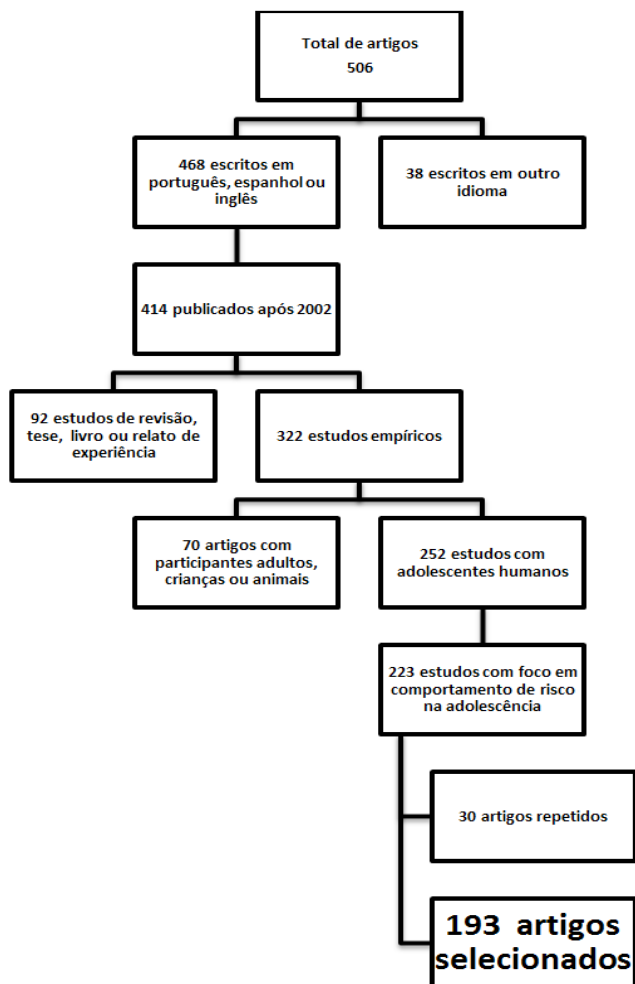 Total de artigos
506
468 escritos em
português, espanhol ou
inglês
38 escritos em outro
idioma
414 publicados após 2002
92 estudos de revisão,
tese, livro ou relato de
experiência
322 estudos empíricos
70 artigos com
participantes adultos,
crianças ou animais
252 estudos com
adolescentes humanos
223 estudos com foco em
comportamento de risco
na adolescência
30 artigos repetidos
193 artigos
selecionados